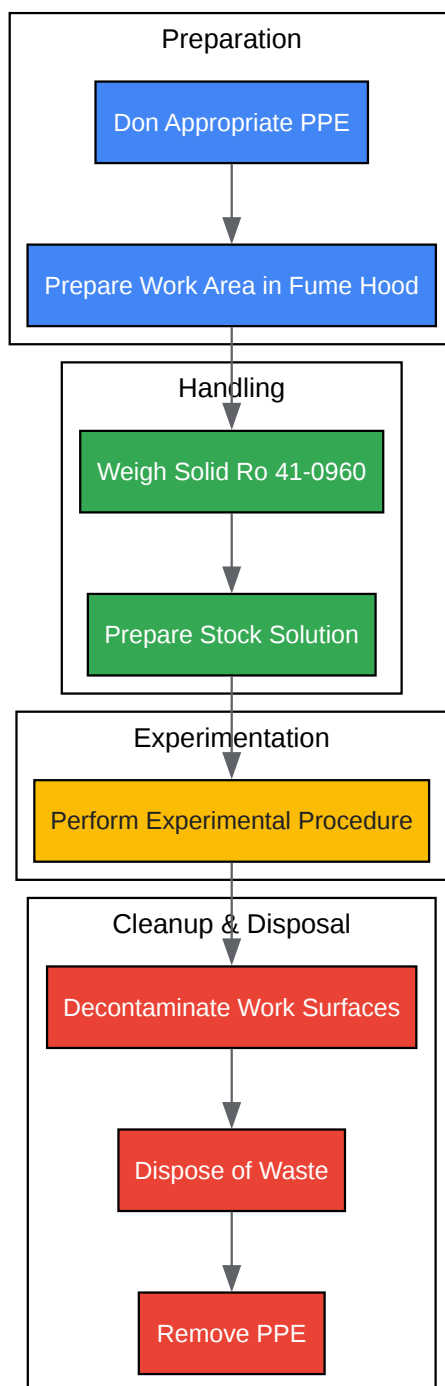 Preparation
Don Appropriate PPE
Prepare Work Area in Fume Hood
Handling
Weigh Solid Ro 41-0960
Prepare Stock Solution
Experimentation
Perform Experimental Procedure
Cleanup & Disposal
Decontaminate Work Surfaces
Dispose of Waste
Remove PPE